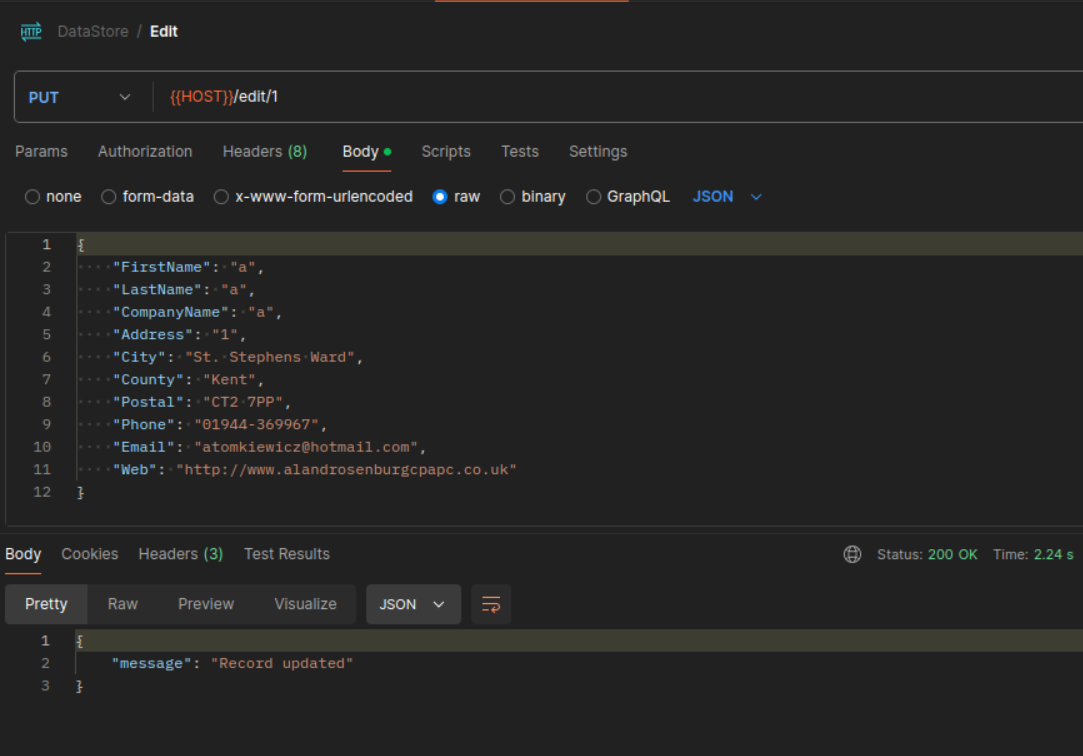 HTTP DataStore / Edit
PUT {{HOST}}/edit/1
Params Authorization Headers (8) Body Scripts Tests Settings
none form-data x-www-form-urlencoded raw binary GraphQL JSON
1 {
2 ····"FirstName":·"a",
3 ····"LastName":·"a",
4 ····"CompanyName":·"a",
5 ····"Address":·"1",
6 ····"City":·"St.·Stephens·Ward",
7 ····"County":·"Kent",
8 ····"Postal":·"CT2·7PP",
9 ····"Phone":·"01944-369967",
10 ····"Email":·"atomkiewicz@hotmail.com",
11 ····"Web":·"http://www.alandrosenburgcpapc.co.uk"
12 }
Body Cookies Headers (3) Test Results Status: 200 OK Time: 2.24 s
Pretty Raw Preview Visualize JSON
1 {
2 "message": "Record updated"
3 }